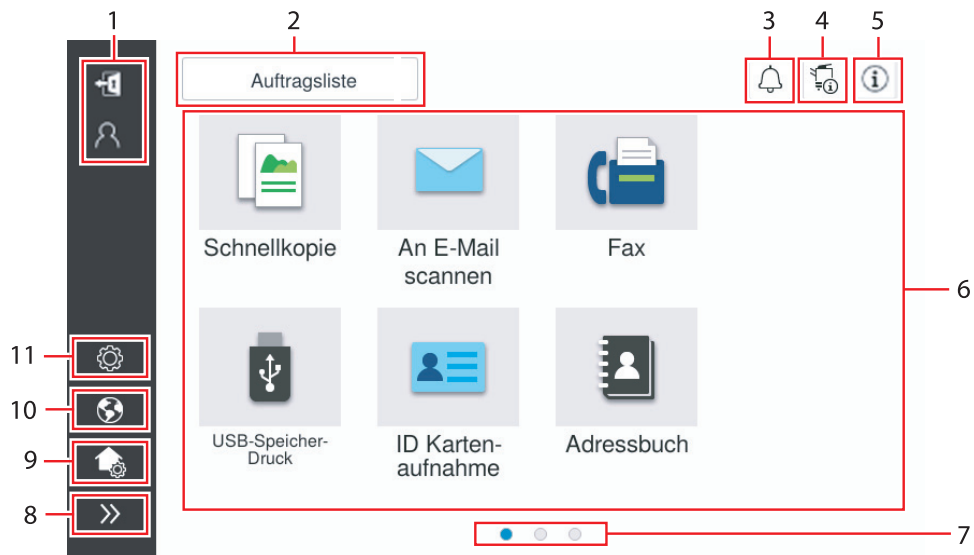 1
2
3
4
5
Auftragsliste
Schnellkopie
An E-Mail
scannen
Fax
6
11
10
9
8
USB-Speicher-
Druck
ID Karten-
aufnahme
Adressbuch
7